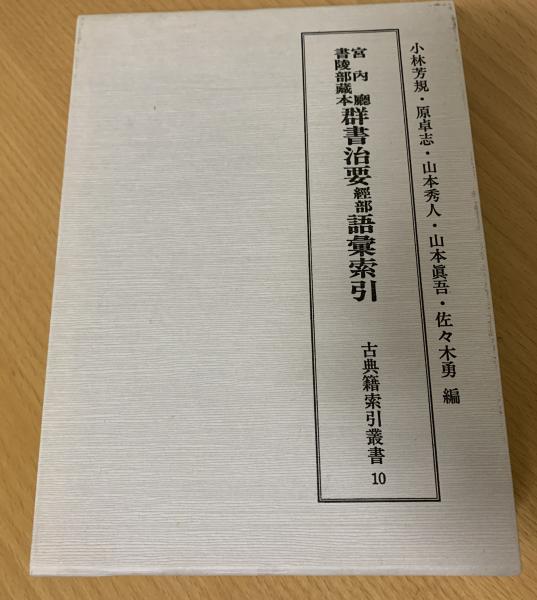 小林芳規・原卓志・山本秀人・山本眞吾・佐々木勇 編
宮内廳書陵部藏本群書治要經部語彙索引
古典籍索引叢書 10